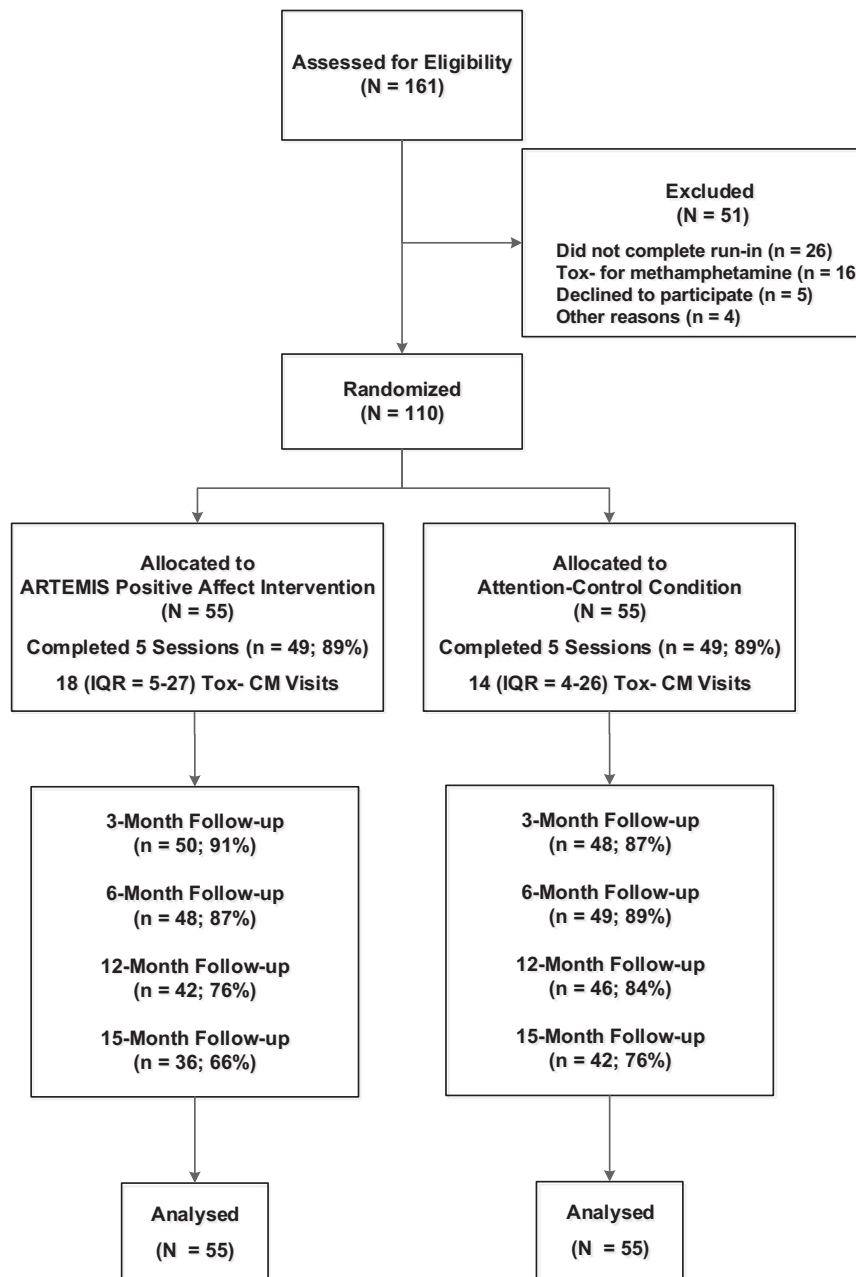 Assessed for Eligibility
(N = 161)
Excluded
(N = 51)
Did not complete run-in (n = 26)
Tox- for methamphetamine (n = 16
Declined to participate (n = 5)
Other reasons (n = 4)
Randomized
(N = 110)
Allocated to
ARTEMIS Positive Affect Intervention
(N = 55)
Completed 5 Sessions (n = 49; 89%)
18 (IQR = 5-27) Tox- CM Visits
Allocated to
Attention-Control Condition
(N = 55)
Completed 5 Sessions (n = 49; 89%)
14 (IQR = 4-26) Tox- CM Visits
3-Month Follow-up
(n = 50; 91%)
6-Month Follow-up
(n = 48; 87%)
12-Month Follow-up
(n = 42; 76%)
15-Month Follow-up
(n = 36; 66%)
3-Month Follow-up
(n = 48; 87%)
6-Month Follow-up
(n = 49; 89%)
12-Month Follow-up
(n = 46; 84%)
15-Month Follow-up
(n = 42; 76%)
Analysed
(N = 55)
Analysed
(N = 55)